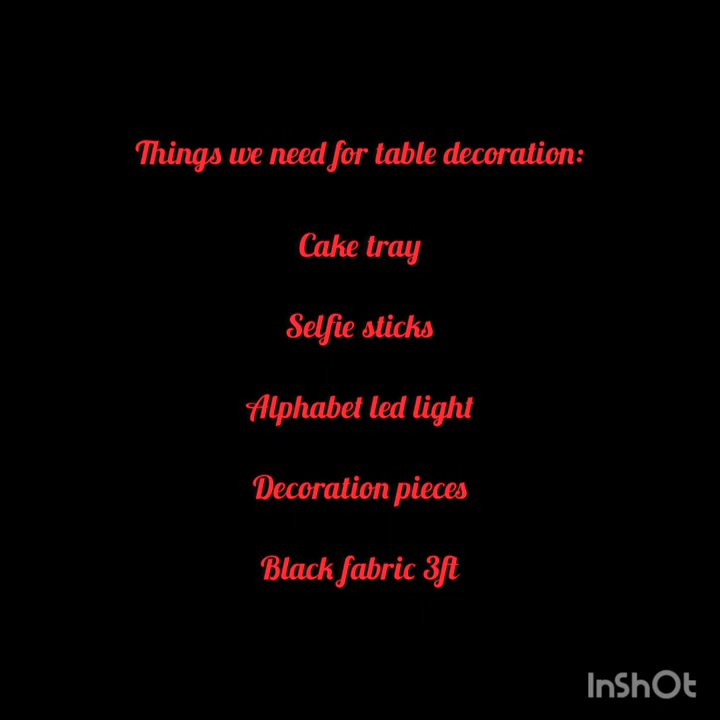 Things we need for table decoration:
Cake tray
Selfie sticks
Alphabet led light
Decoration pieces
Black fabric 3ft
InShOt